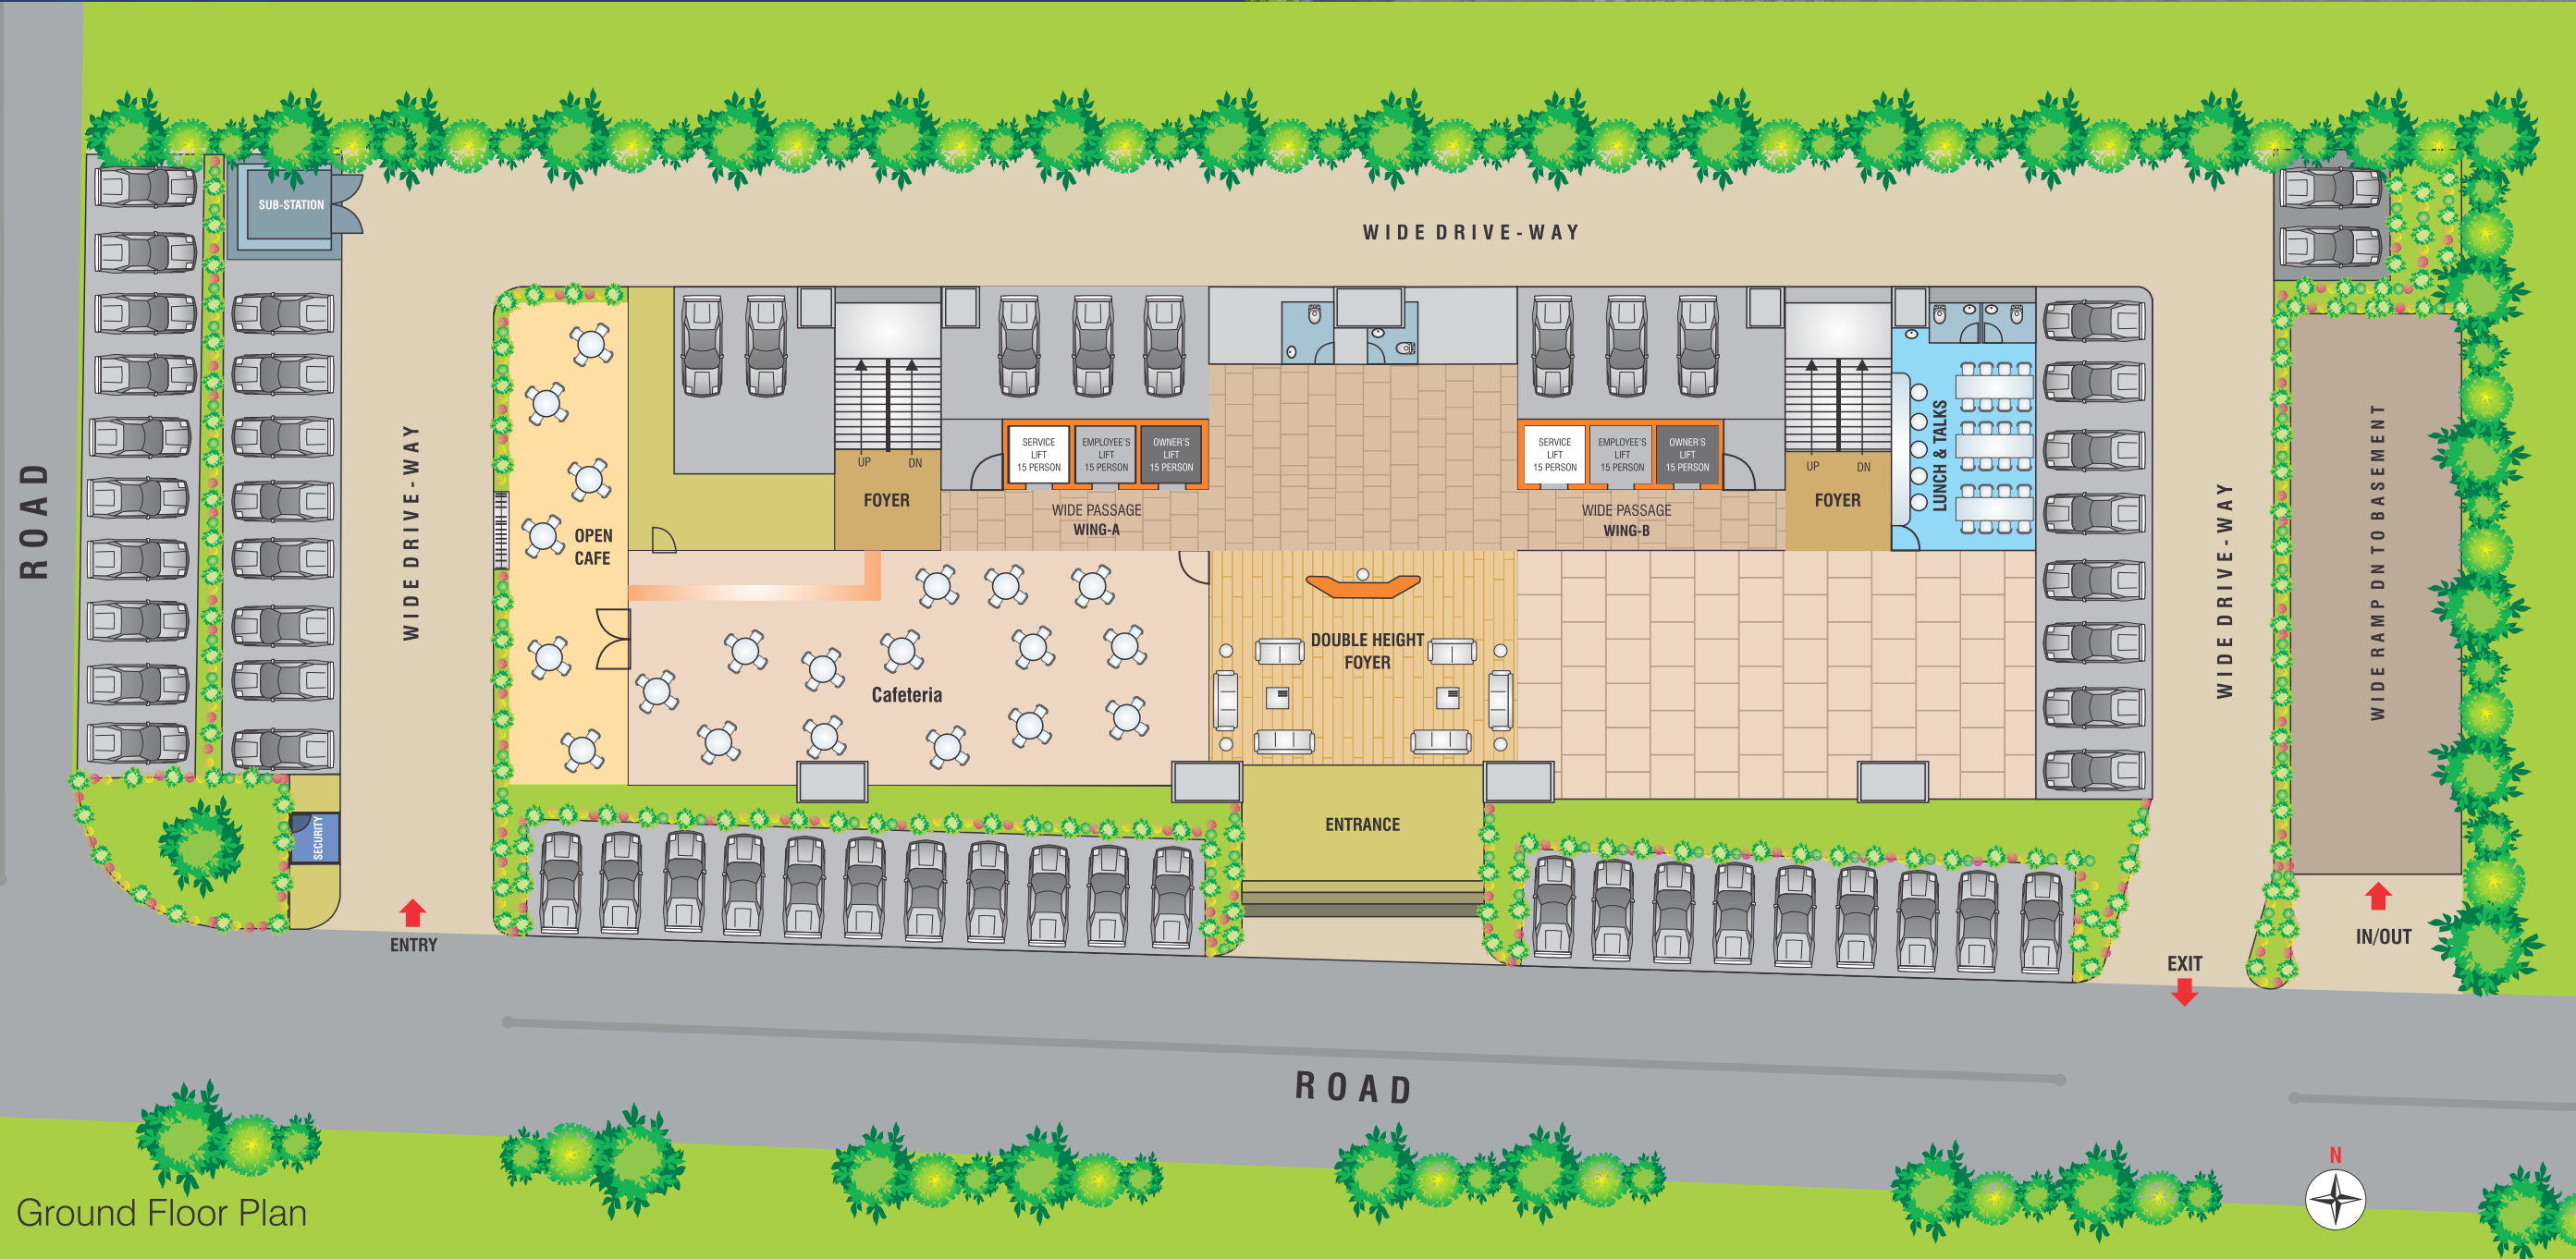 SUB-STATION
WIDE DRIVE-WAY
ROAD
WIDE DRIVE-WAY
OPEN
CAFE
UP
DN
FOYER
SERVICE
LIFT
15 PERSON
EMPLOYEE'S
LIFT
15 PERSON
OWNER'S
LIFT
15 PERSON
WIDE PASSAGE
WING-A
SERVICE
LIFT
15 PERSON
EMPLOYEE'S
LIFT
15 PERSON
OWNER'S
LIFT
15 PERSON
WIDE PASSAGE
WING-B
UP
DN
FOYER
LUNCH & TALKS
WIDE DRIVE-WAY
WIDE RAMP DN TO BASEMENT
Cafeteria
DOUBLE HEIGHT
FOYER
SECURITY
ENTRANCE
ENTRY
IN/OUT
EXIT
ROAD
N
Ground Floor Plan